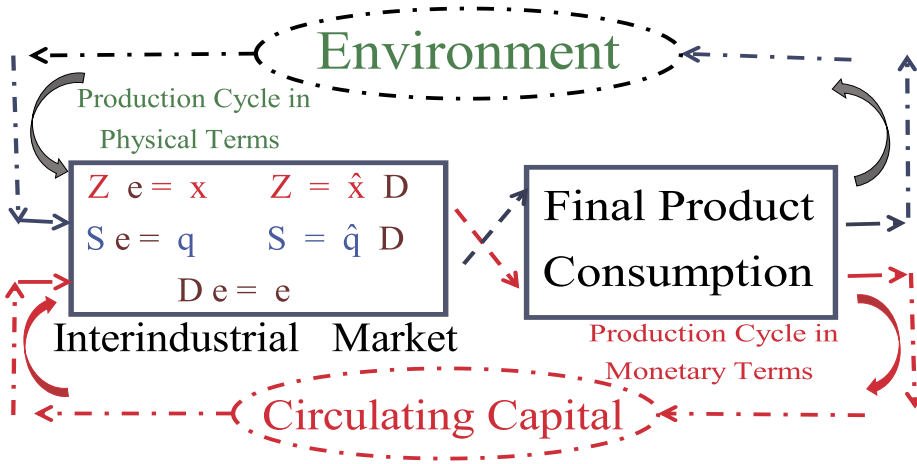 Environment
Production Cycle in
Physical Terms
Z e = x Z = x̂ D
S e = q S = q̂ D
D e = e
Final Product
Consumption
Interindustrial Market
Production Cycle in
Monetary Terms
Circulating Capital